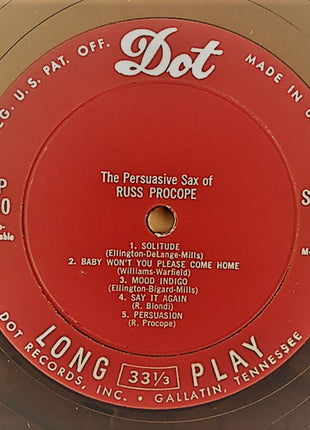 REG. U.S. PAT. OFF.
Dot
MADE IN
The Persuasive Sax of
RUSS PROCOPE
1. SOLITUDE
(Ellington-DeLange-Mills)
2. BABY WON'T YOU PLEASE COME HOME
(Williams-Warfield)
3. MOOD INDIGO
(Ellington-Bigard-Mills)
4. SAY IT AGAIN
(R. Blondi)
5. PERSUASION
(R. Procope)
LONG 33⅓ PLAY
DOT RECORDS, INC. • GALLATIN, TENNESSEE